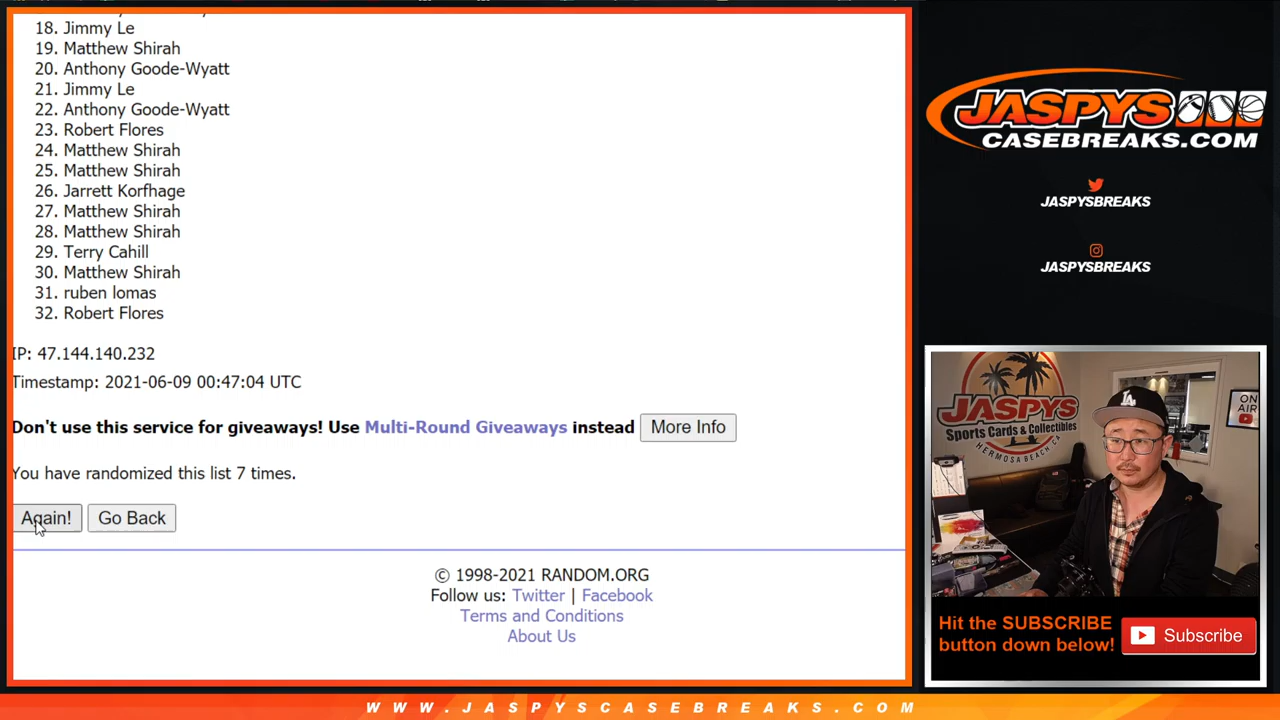 18. Jimmy Le
19. Matthew Shirah
20. Anthony Goode-Wyatt
21. Jimmy Le
22. Anthony Goode-Wyatt
23. Robert Flores
24. Matthew Shirah
25. Matthew Shirah
26. Jarrett Korfhage
27. Matthew Shirah
28. Matthew Shirah
29. Terry Cahill
30. Matthew Shirah
31. ruben lomas
32. Robert Flores
IP: 47.144.140.232
Timestamp: 2021-06-09 00:47:04 UTC
Don't use this service for giveaways! Use Multi-Round Giveaways instead More Info
You have randomized this list 7 times.
Again! Go Back
© 1998-2021 RANDOM.ORG
Follow us: Twitter | Facebook
Terms and Conditions
About Us
JASPYS
CASEBREAKS.COM
JASPYSBREAKS
JASPYSBREAKS
JASPYS
Sports Cards & Collectibles
HERMOSA BEACH CA
ON
AIR
LA
Hit the SUBSCRIBE
button down below!
Subscribe
WWW.JASPYSCASEBREAKS.COM